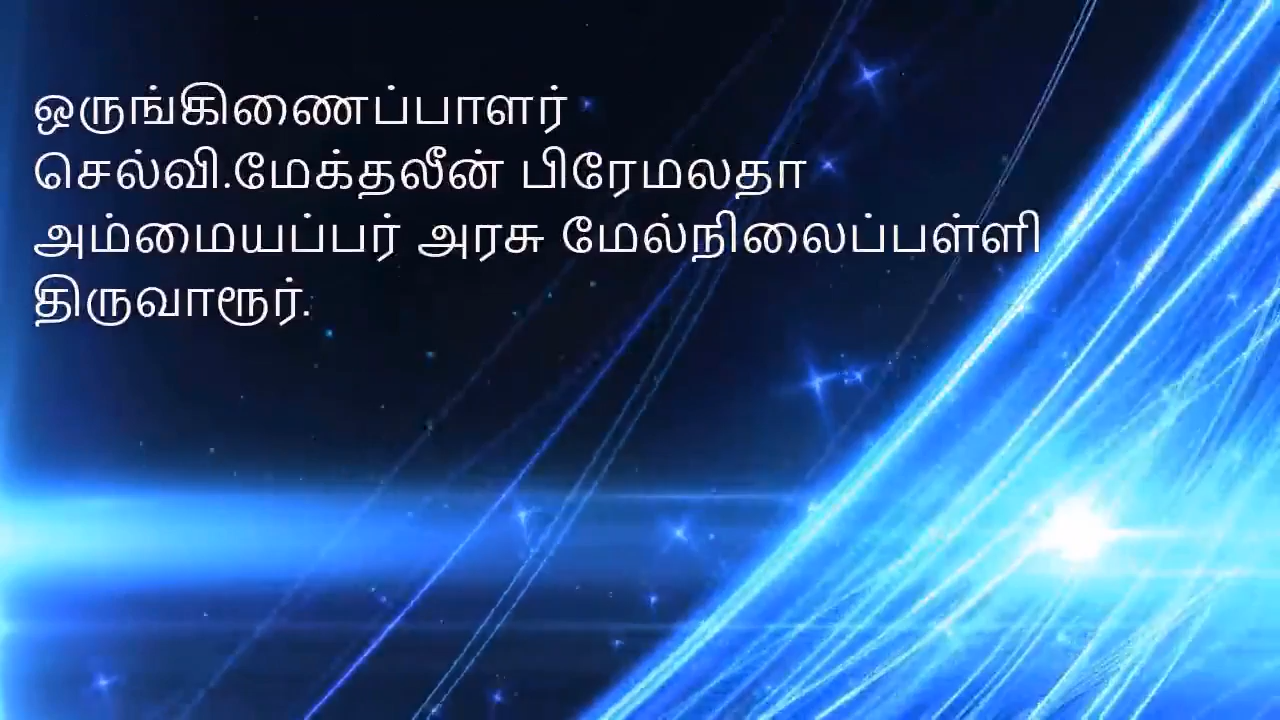 ஒருங்கிணைப்பாளர்
செல்வி.மேக்தலீன் பிரேமலதா
அம்மையப்பர் அரசு மேல்நிலைப்பள்ளி
திருவாரூர்.